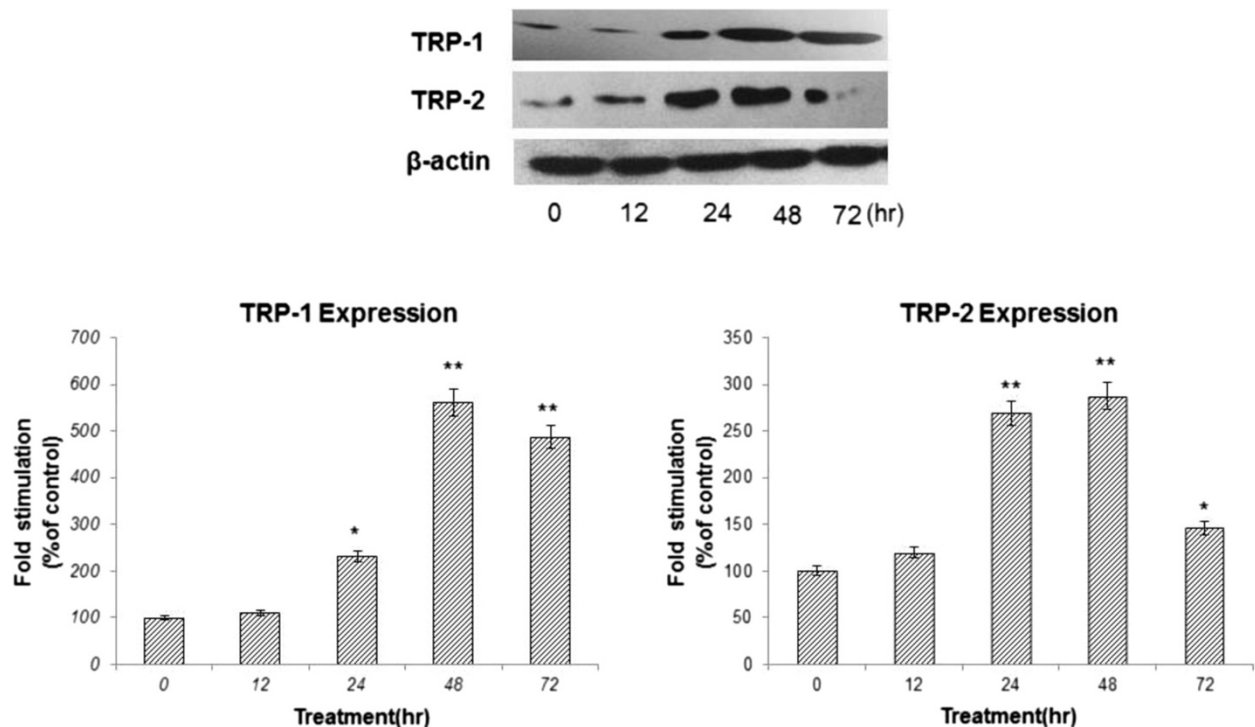 TRP-1
TRP-2
β-actin
0 12 24 48 72 (hr)
TRP-1 Expression
Fold stimulation
(%of control)
700
600
500
400
300
200
100
0
*
**
**
0 12 24 48 72
Treatment(hr)
TRP-2 Expression
Fold stimulation
(%of control)
350
300
250
200
150
100
50
0
**
**
*
0 12 24 48 72
Treatment(hr)